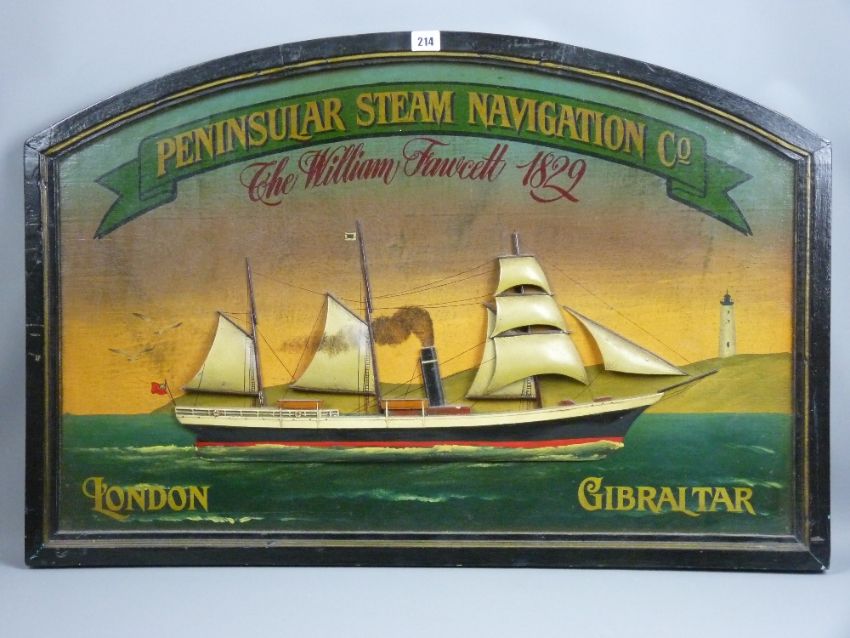 214
PENINSULAR STEAM NAVIGATION CO
The William Fawcett 1829
LONDON
GIBRALTAR